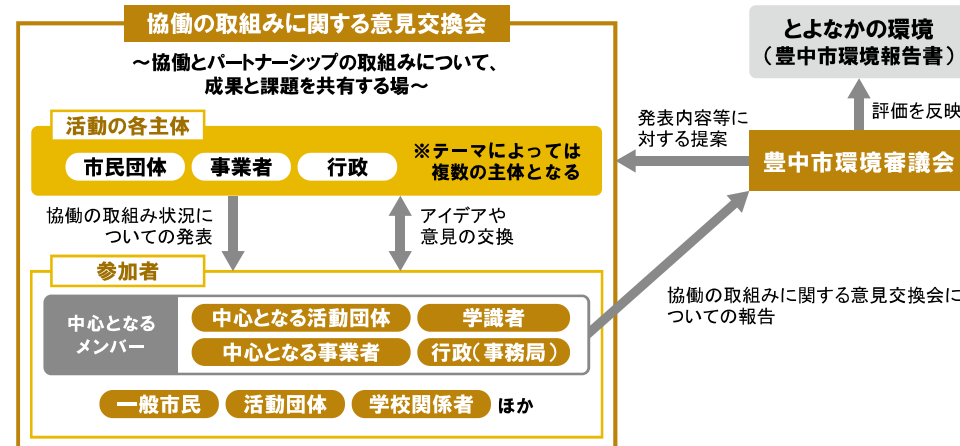 協働の取組みに関する意見交換会
～協働とパートナーシップの取組みについて、
成果と課題を共有する場～
活動の各主体
市民団体
事業者
行政
※テーマによっては
複数の主体となる
協働の取組み状況に
ついての発表
アイデアや
意見の交換
参加者
中心となる
メンバー
中心となる活動団体
学識者
中心となる事業者
行政（事務局）
一般市民
活動団体
学校関係者
ほか
とよなかの環境
（豊中市環境報告書）
評価を反映
発表内容等に
対する提案
豊中市環境審議会
協働の取組みに関する意見交換会に
ついての報告